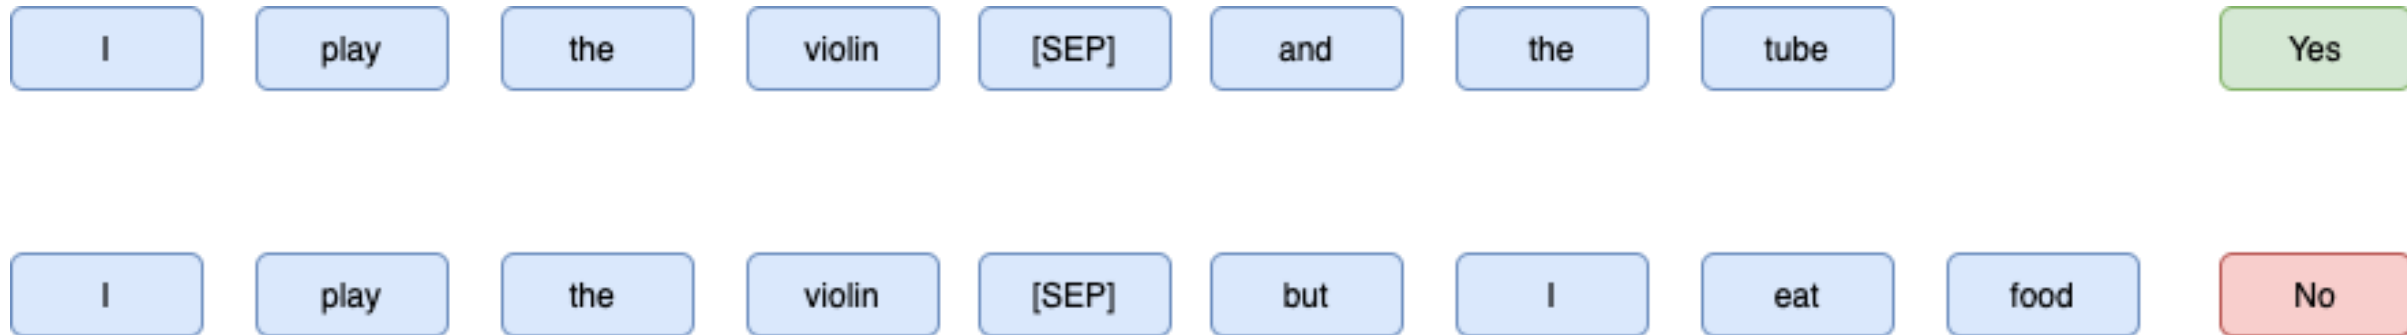 I play the violin [SEP] and the tube Yes
I play the violin [SEP] but I eat food No